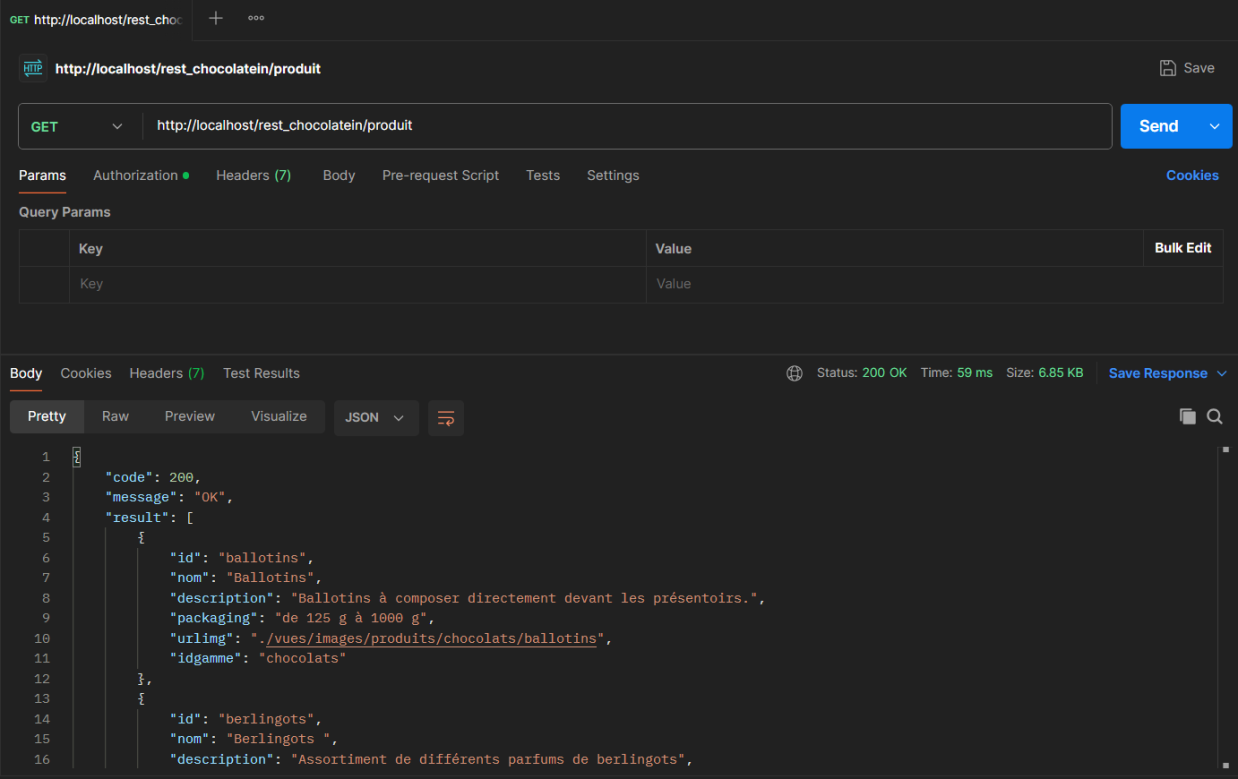 GET http://localhost/rest_choc
HTTP http://localhost/rest_chocolatein/produit Save
GET http://localhost/rest_chocolatein/produit Send
Params Authorization Headers (7) Body Pre-request Script Tests Settings Cookies
Query Params
Key Value Bulk Edit
Key Value
Body Cookies Headers (7) Test Results Status: 200 OK Time: 59 ms Size: 6.85 KB Save Response
Pretty Raw Preview Visualize JSON
1 {
2 "code": 200,
3 "message": "OK",
4 "result": [
5 {
6 "id": "ballotins",
7 "nom": "Ballotins",
8 "description": "Ballotins à composer directement devant les présentoirs.",
9 "packaging": "de 125 g à 1000 g",
10 "urlimg": "./vues/images/produits/chocolats/ballotins",
11 "idgamme": "chocolats"
12 },
13 {
14 "id": "berlingots",
15 "nom": "Berlingots ",
16 "description": "Assortiment de différents parfums de berlingots",